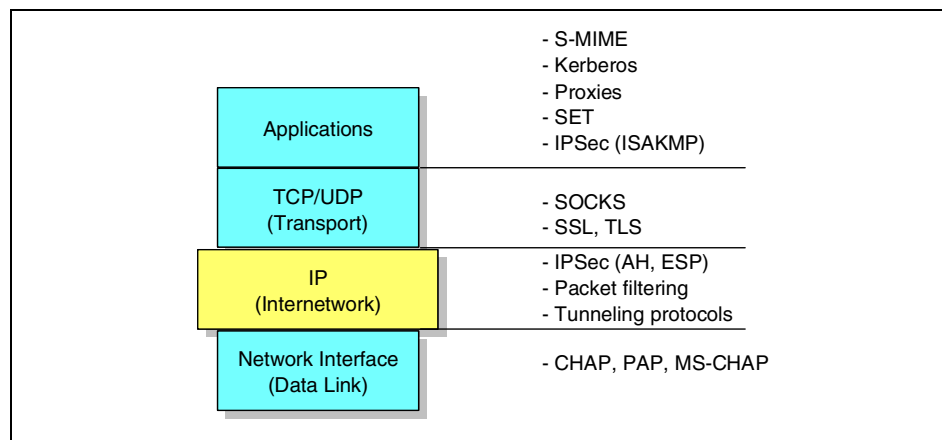 - S-MIME
- Kerberos
- Proxies
- SET
- IPSec (ISAKMP)
Applications
TCP/UDP
(Transport)
- SOCKS
- SSL, TLS
IP
(Internetwork)
- IPSec (AH, ESP)
- Packet filtering
- Tunneling protocols
Network Interface
(Data Link)
- CHAP, PAP, MS-CHAP